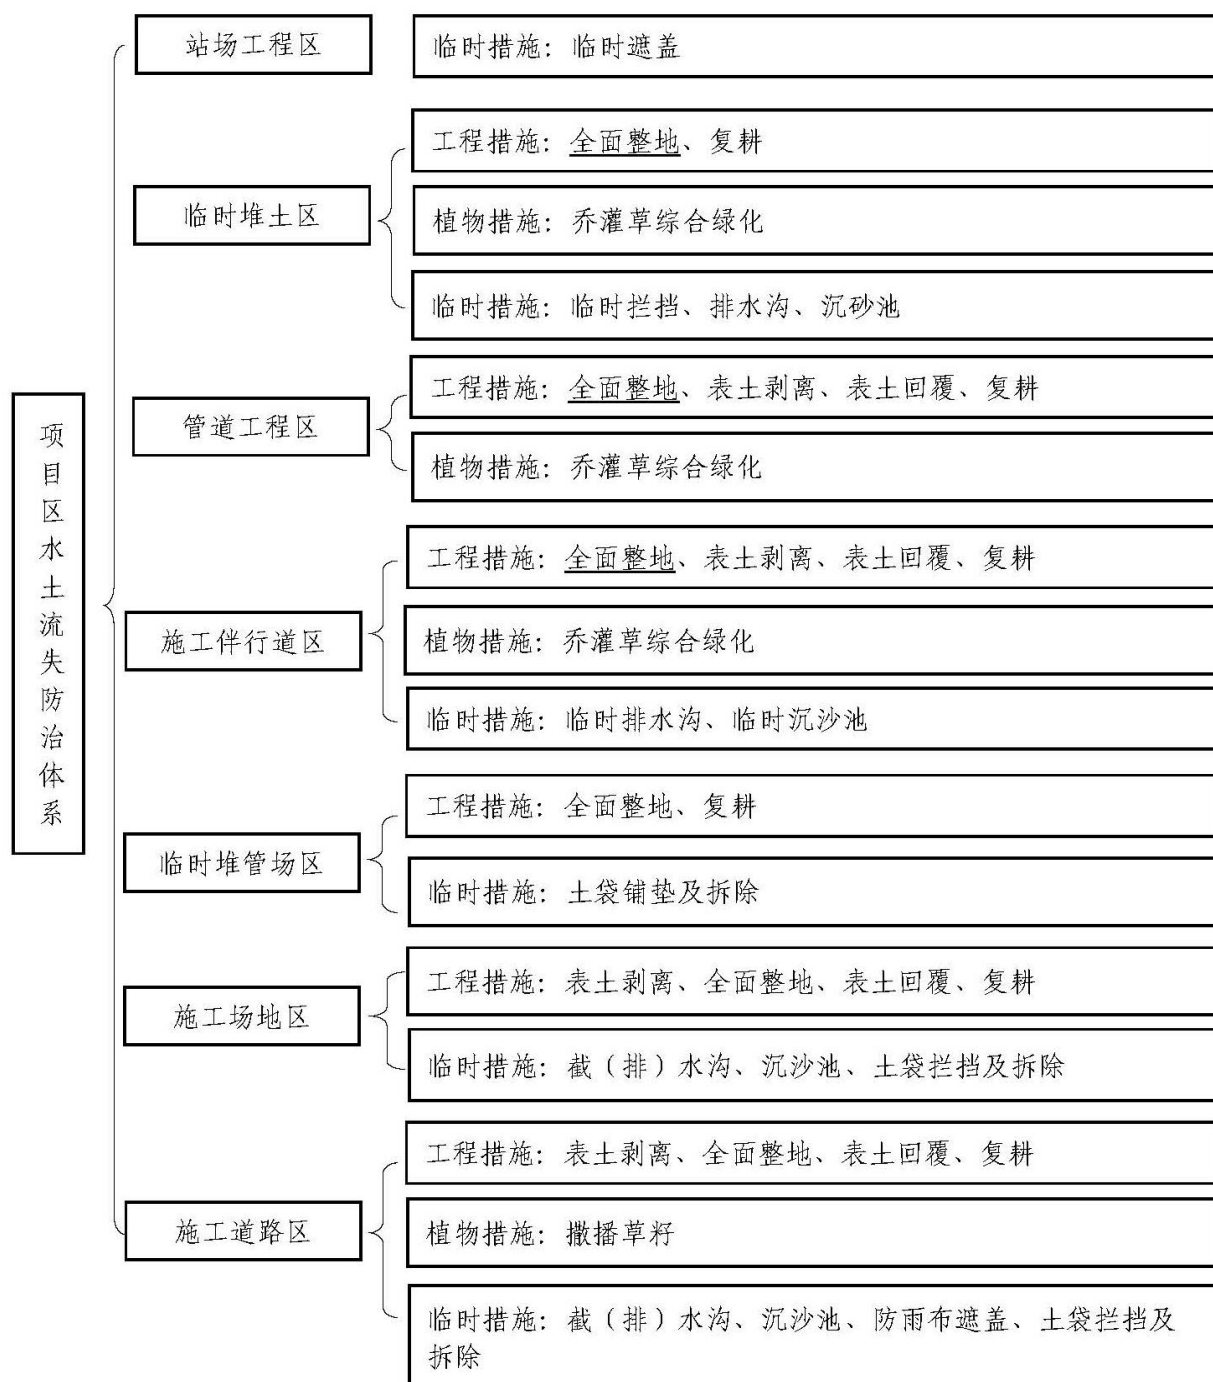 项目区水土流失防治体系
站场工程区
临时措施：临时遮盖
临时堆土区
工程措施：全面整地、复耕
植物措施：乔灌草综合绿化
临时措施：临时拦挡、排水沟、沉砂池
管道工程区
工程措施：全面整地、表土剥离、表土回覆、复耕
植物措施：乔灌草综合绿化
施工伴行道区
工程措施：全面整地、表土剥离、表土回覆、复耕
植物措施：乔灌草综合绿化
临时措施：临时排水沟、临时沉沙池
临时堆管场区
工程措施：全面整地、复耕
临时措施：土袋铺垫及拆除
施工场地区
工程措施：表土剥离、全面整地、表土回覆、复耕
临时措施：截（排）水沟、沉沙池、土袋拦挡及拆除
施工道路区
工程措施：表土剥离、全面整地、表土回覆、复耕
植物措施：撒播草籽
临时措施：截（排）水沟、沉沙池、防雨布遮盖、土袋拦挡及
拆除